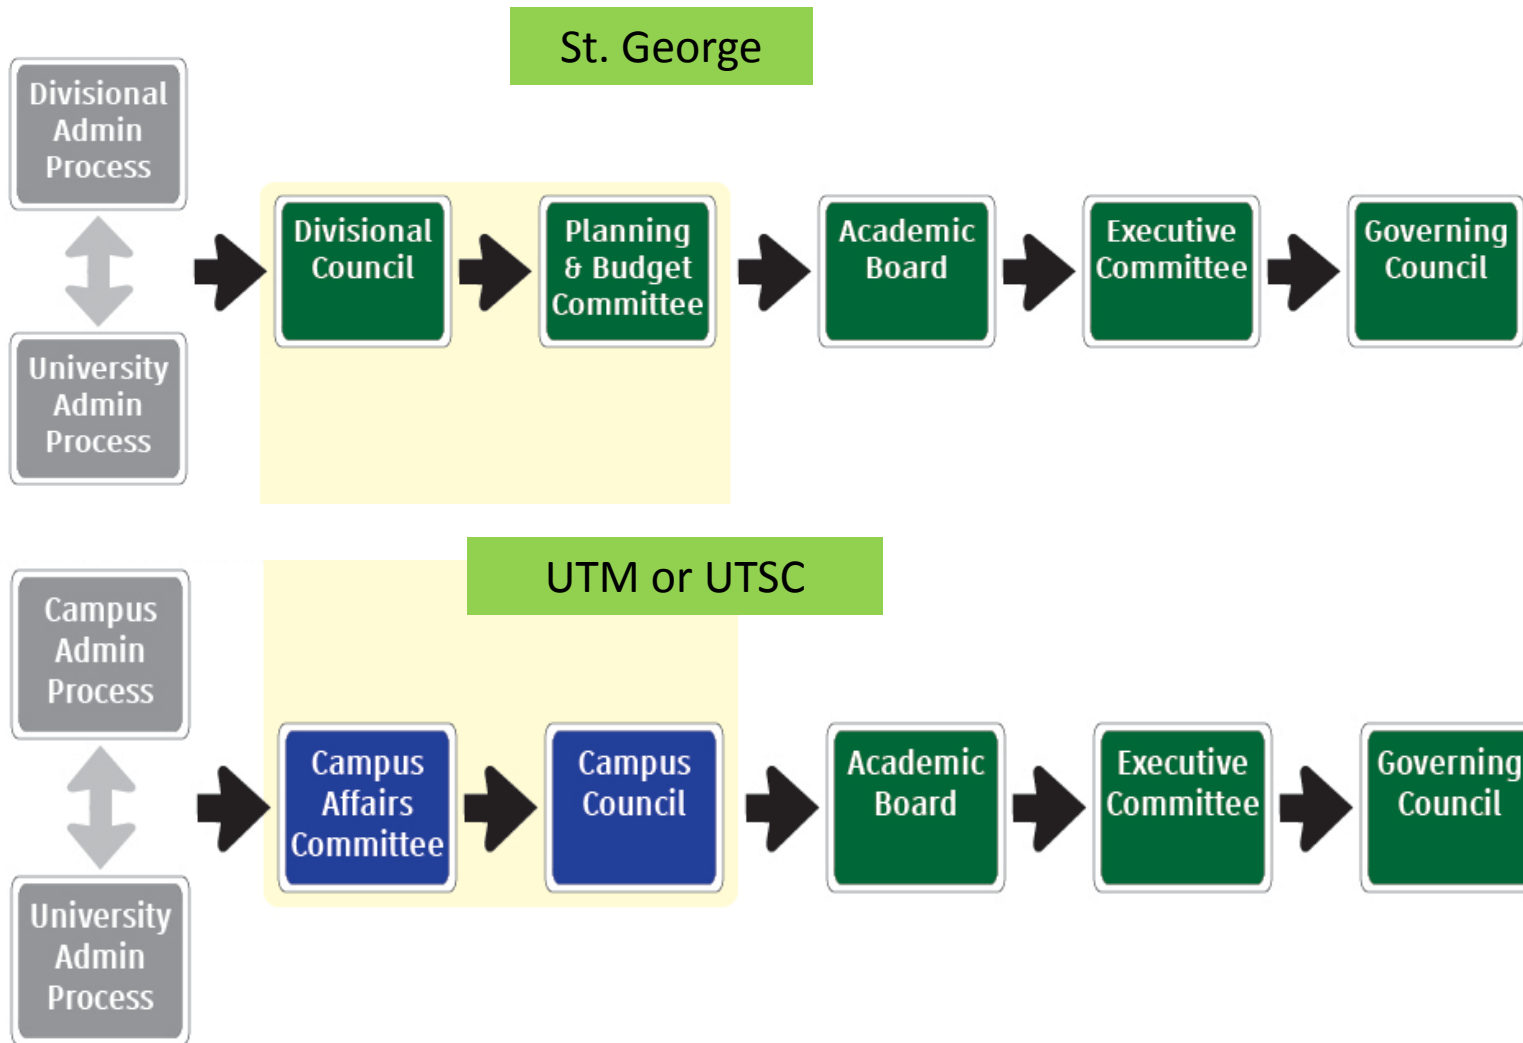 St. George
Divisional
Admin
Process
University
Admin
Process
Divisional
Council
Planning
& Budget
Committee
Academic
Board
Executive
Committee
Governing
Council
UTM or UTSC
Campus
Admin
Process
University
Admin
Process
Campus
Affairs
Committee
Campus
Council
Academic
Board
Executive
Committee
Governing
Council